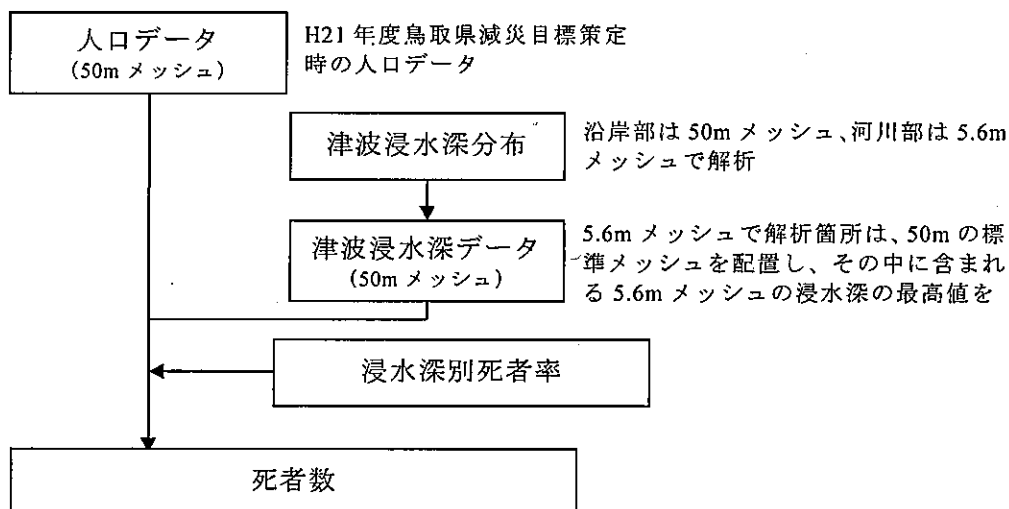 人口データ
(50m メッシュ)
H21 年度鳥取県減災目標策定
時の人口データ
津波浸水深分布
沿岸部は 50m メッシュ、河川部は 5.6m
メッシュで解析
津波浸水深データ
(50m メッシュ)
5.6m メッシュで解析箇所は、50m の標
準メッシュを配置し、その中に含まれ
る 5.6m メッシュの浸水深の最高値を
浸水深別死者率
死者数